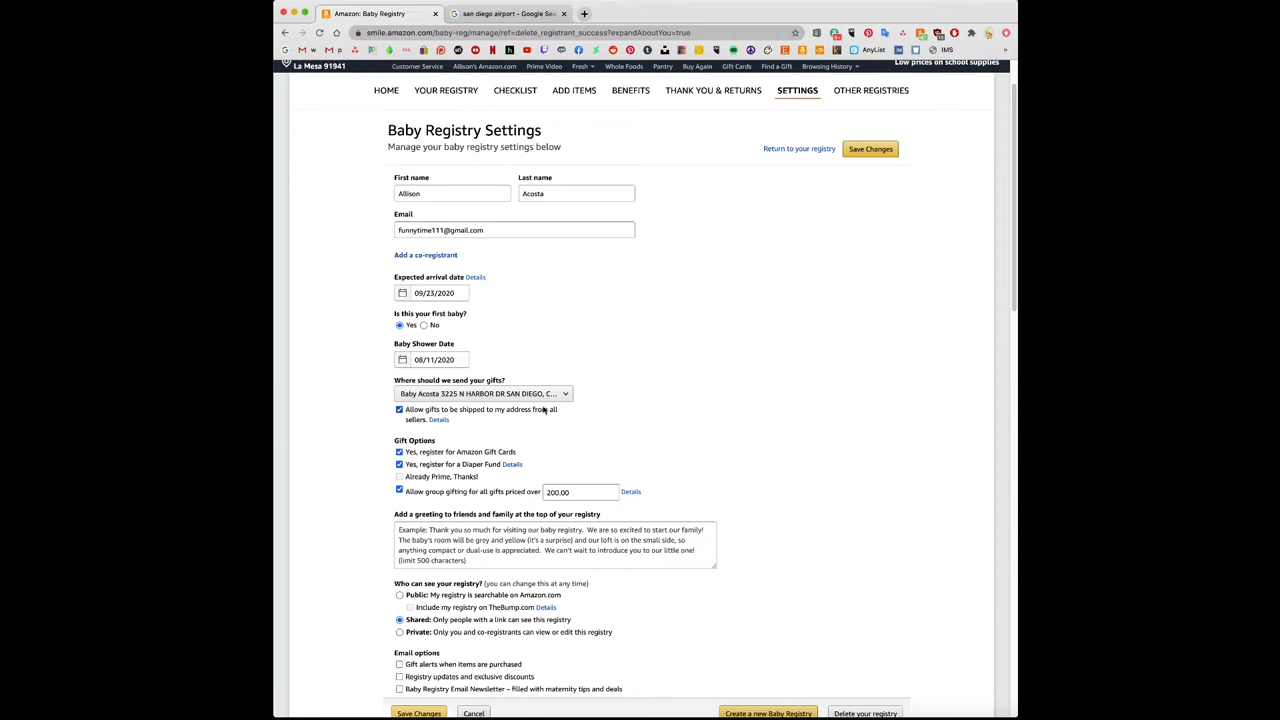 Amazon: Baby Registry
san diego airport - Google Sea
smile.amazon.com/baby-reg/manage/ref=delete_registrant_success?expandAboutYou=true
AnyList
IMS
La Mesa 91941
Customer Service Allison's Amazon.com Prime Video Fresh Whole Foods Pantry Buy Again Gift Cards Find a Gift Browsing History
Low prices on school supplies
HOME YOUR REGISTRY CHECKLIST ADD ITEMS BENEFITS THANK YOU & RETURNS SETTINGS OTHER REGISTRIES
Baby Registry Settings
Manage your baby registry settings below
Return to your registry Save Changes
First name Last name
Allison Acosta
Email
funnytime111@gmail.com
Add a co-registrant
Expected arrival date Details
09/23/2020
Is this your first baby?
Yes No
Baby Shower Date
08/11/2020
Where should we send your gifts?
Baby Acosta 3225 N HARBOR DR SAN DIEGO, C...
Allow gifts to be shipped to my address from all
sellers. Details
Gift Options
Yes, register for Amazon Gift Cards
Yes, register for a Diaper Fund Details
Already Prime, Thanks!
Allow group gifting for all gifts priced over 200.00 Details
Add a greeting to friends and family at the top of your registry
Example: Thank you so much for visiting our baby registry. We are so excited to start our family!
The baby's room will be grey and yellow (it's a surprise) and our loft is on the small side, so
anything compact or dual-use is appreciated. We can't wait to introduce you to our little one!
(limit 500 characters)
Who can see your registry? (you can change this at any time)
Public: My registry is searchable on Amazon.com
Include my registry on TheBump.com Details
Shared: Only people with a link can see this registry
Private: Only you and co-registrants can view or edit this registry
Email options
Gift alerts when items are purchased
Registry updates and exclusive discounts
Baby Registry Email Newsletter – filled with maternity tips and deals
Save Changes Cancel Create a new Baby Registry Delete your registry